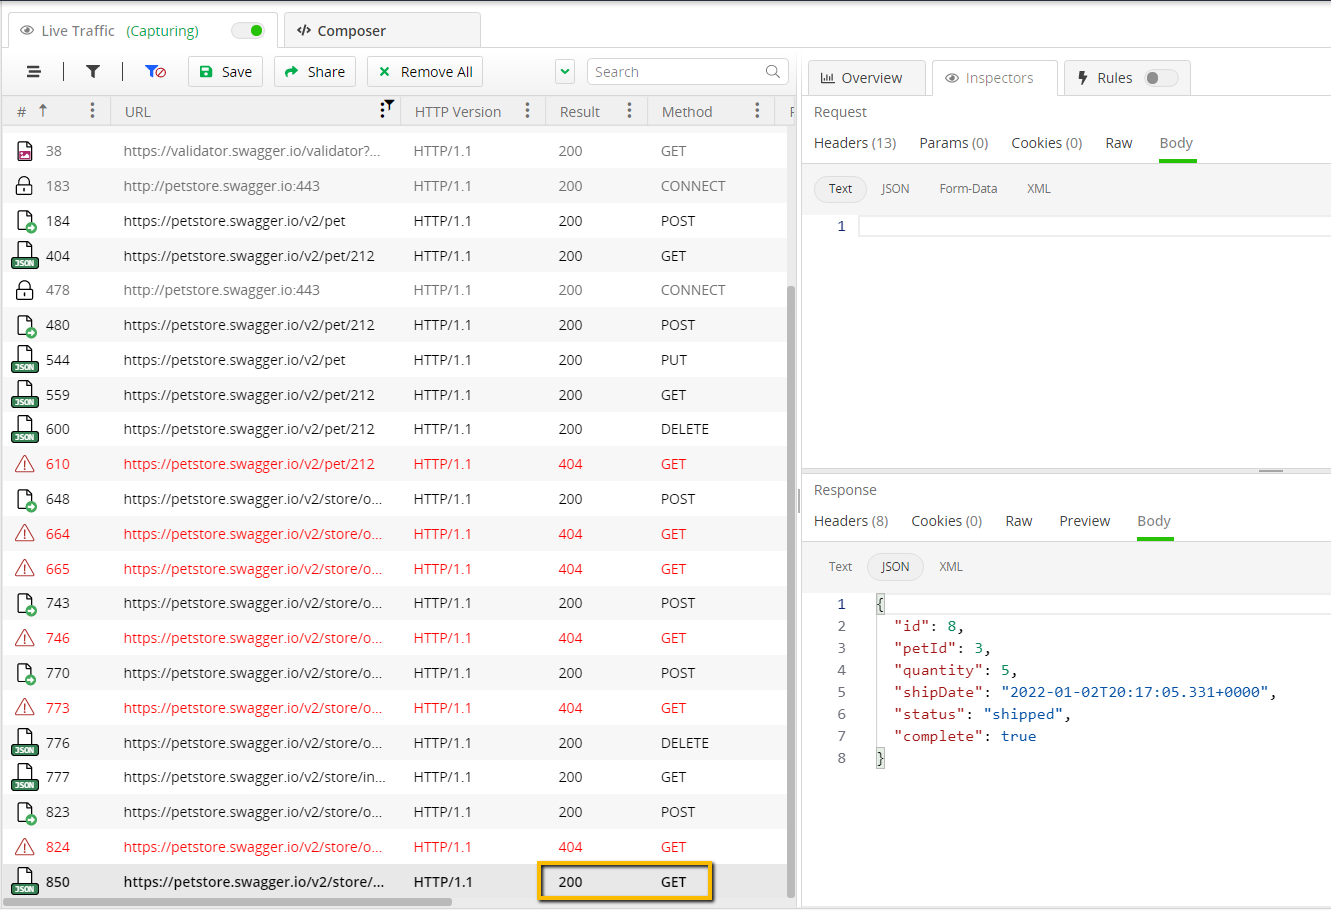 Live Traffic (Capturing)
Composer
Save Share Remove All Search
# URL HTTP Version Result Method
38 https://validator.swagger.io/validator?... HTTP/1.1 200 GET
183 http://petstore.swagger.io:443 HTTP/1.1 200 CONNECT
184 https://petstore.swagger.io/v2/pet HTTP/1.1 200 POST
JSON 404 https://petstore.swagger.io/v2/pet/212 HTTP/1.1 200 GET
478 http://petstore.swagger.io:443 HTTP/1.1 200 CONNECT
480 https://petstore.swagger.io/v2/pet/212 HTTP/1.1 200 POST
JSON 544 https://petstore.swagger.io/v2/pet HTTP/1.1 200 PUT
JSON 559 https://petstore.swagger.io/v2/pet/212 HTTP/1.1 200 GET
JSON 600 https://petstore.swagger.io/v2/pet/212 HTTP/1.1 200 DELETE
610 https://petstore.swagger.io/v2/pet/212 HTTP/1.1 404 GET
648 https://petstore.swagger.io/v2/store/o... HTTP/1.1 200 POST
664 https://petstore.swagger.io/v2/store/o... HTTP/1.1 404 GET
665 https://petstore.swagger.io/v2/store/o... HTTP/1.1 404 GET
743 https://petstore.swagger.io/v2/store/o... HTTP/1.1 200 POST
746 https://petstore.swagger.io/v2/store/o... HTTP/1.1 404 GET
770 https://petstore.swagger.io/v2/store/o... HTTP/1.1 200 POST
773 https://petstore.swagger.io/v2/store/o... HTTP/1.1 404 GET
JSON 776 https://petstore.swagger.io/v2/store/o... HTTP/1.1 200 DELETE
JSON 777 https://petstore.swagger.io/v2/store/in... HTTP/1.1 200 GET
823 https://petstore.swagger.io/v2/store/o... HTTP/1.1 200 POST
824 https://petstore.swagger.io/v2/store/o... HTTP/1.1 404 GET
JSON 850 https://petstore.swagger.io/v2/store/... HTTP/1.1 200 GET
Overview Inspectors Rules
Request
Headers (13) Params (0) Cookies (0) Raw Body
Text JSON Form-Data XML
1
Response
Headers (8) Cookies (0) Raw Preview Body
Text JSON XML
1 {
2 "id": 8,
3 "petId": 3,
4 "quantity": 5,
5 "shipDate": "2022-01-02T20:17:05.331+0000",
6 "status": "shipped",
7 "complete": true
8 }